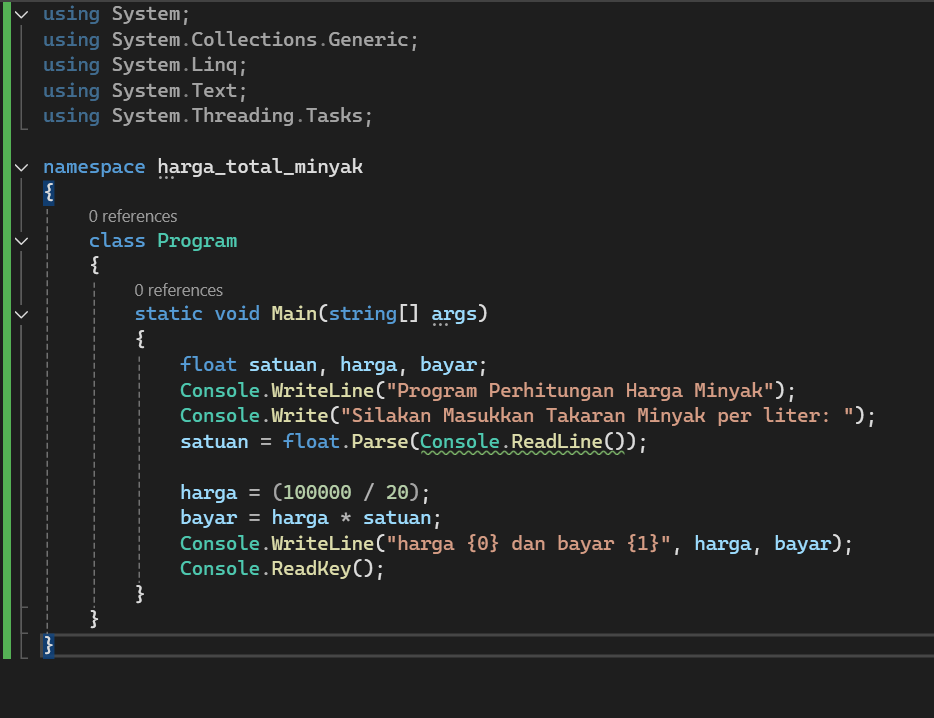 using System;
using System.Collections.Generic;
using System.Linq;
using System.Text;
using System.Threading.Tasks;
namespace harga_total_minyak
{
0 references
class Program
{
0 references
static void Main(string[] args)
{
float satuan, harga, bayar;
Console.WriteLine("Program Perhitungan Harga Minyak");
Console.Write("Silakan Masukkan Takaran Minyak per liter: ");
satuan = float.Parse(Console.ReadLine());
harga = (100000 / 20);
bayar = harga * satuan;
Console.WriteLine("harga {0} dan bayar {1}", harga, bayar);
Console.ReadKey();
}
}
}